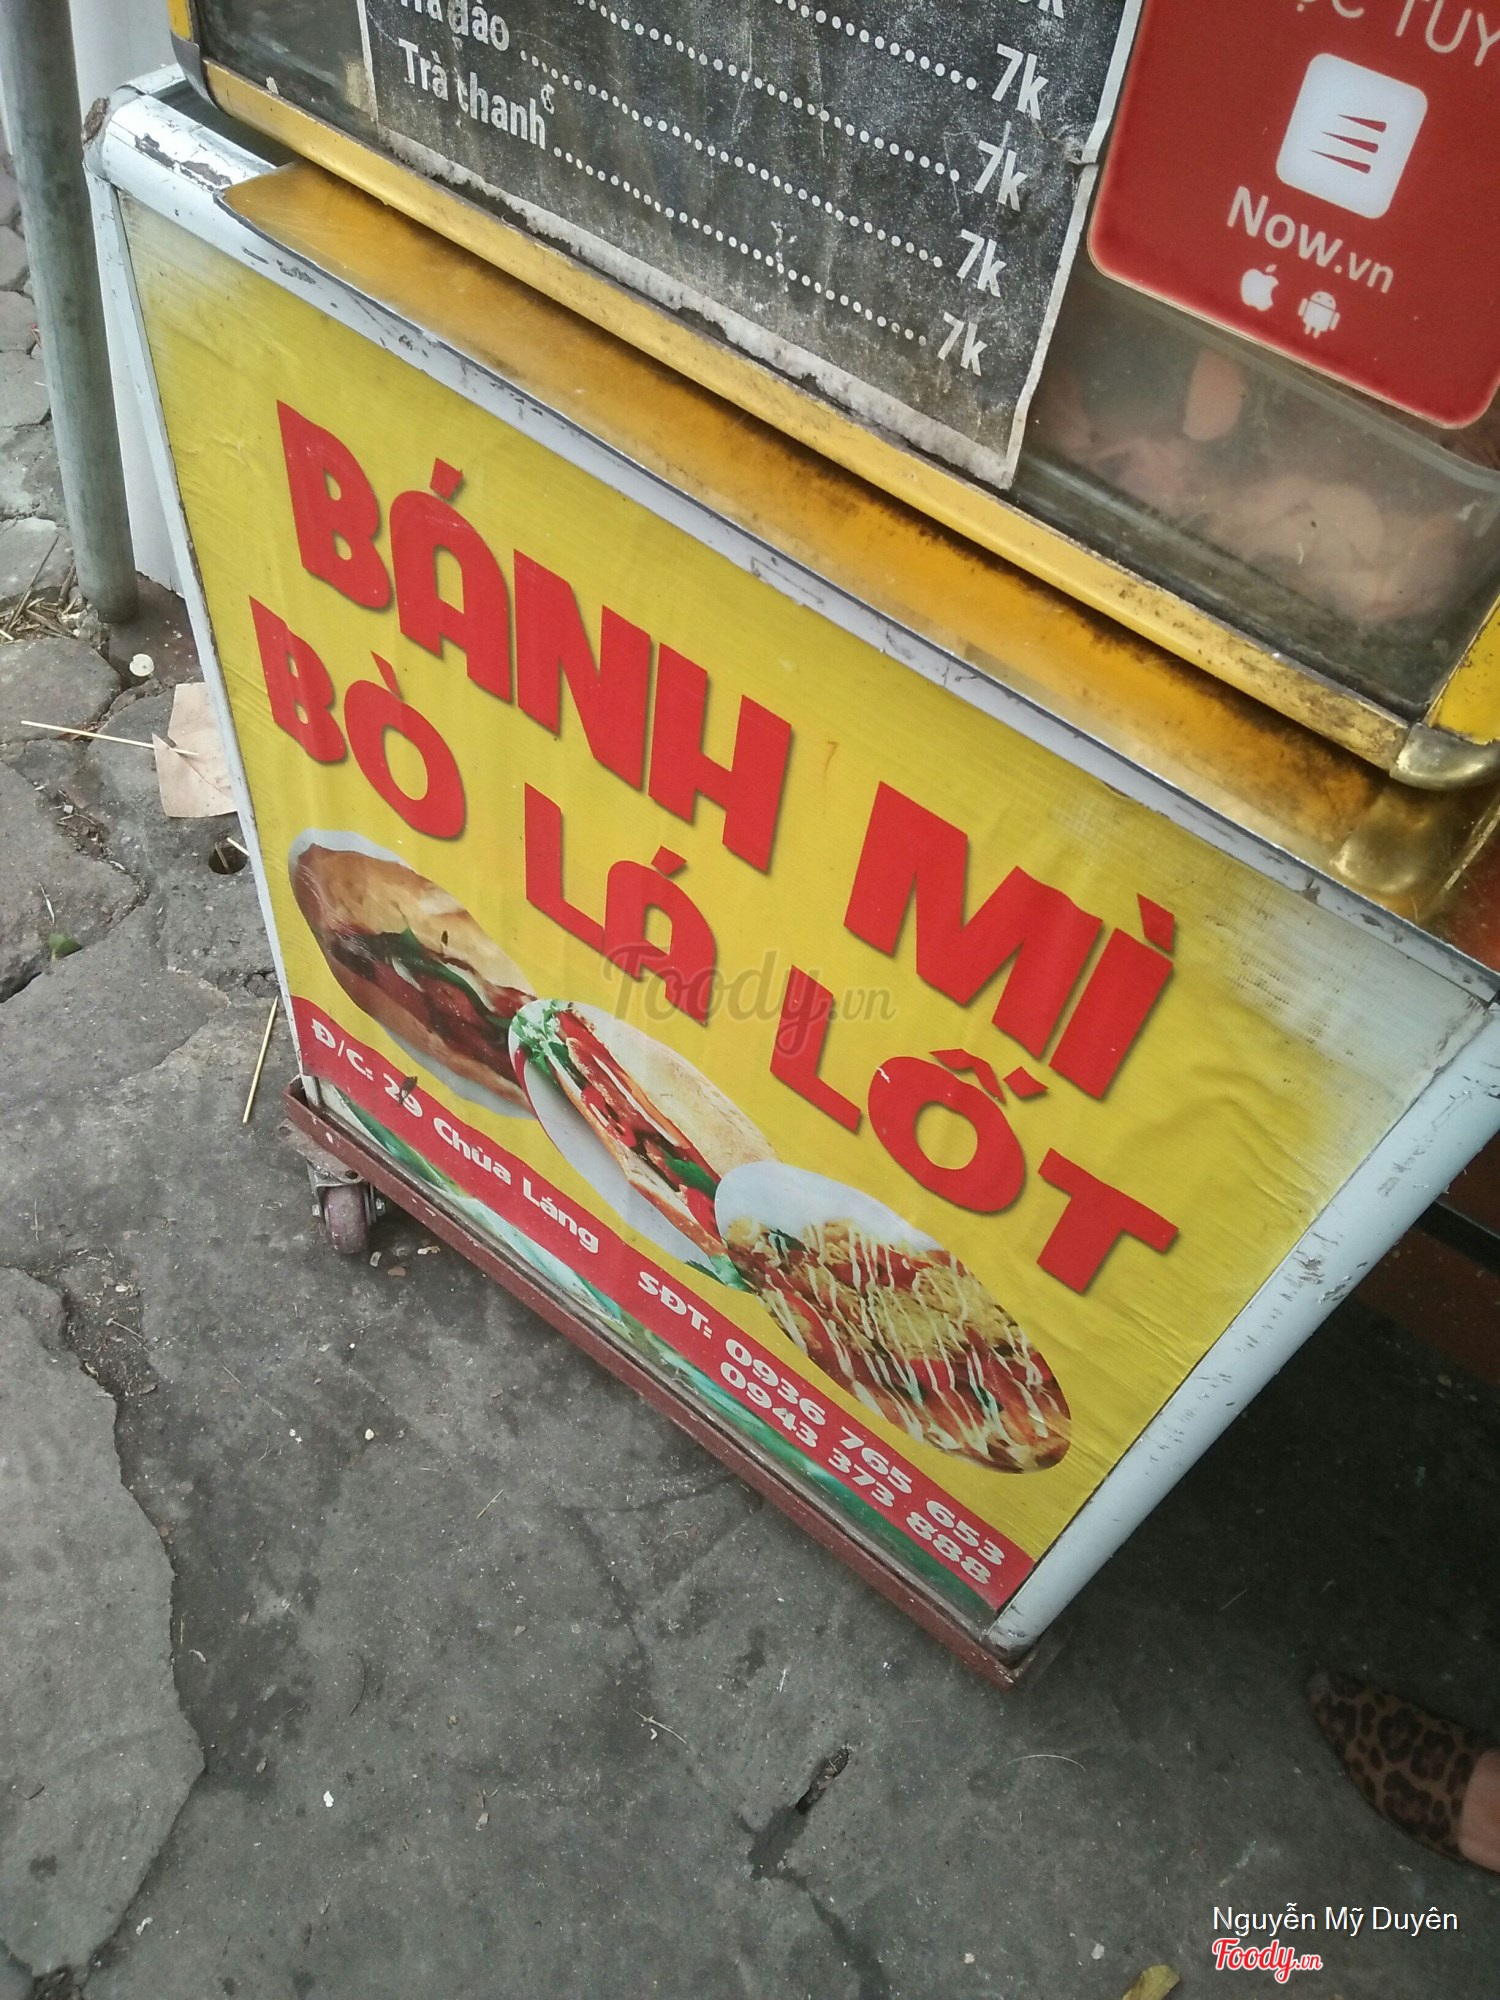 7k
Trà đào 7k
Trà chanh 7k
7k
Now.vn
BÁNH MÌ
BÒ LÁ LỐT
Đ/C: 29 Chùa Láng SĐT: 0936 765 653
0943 373 888
Foody.vn
Nguyễn Mỹ Duyên
Foody.vn